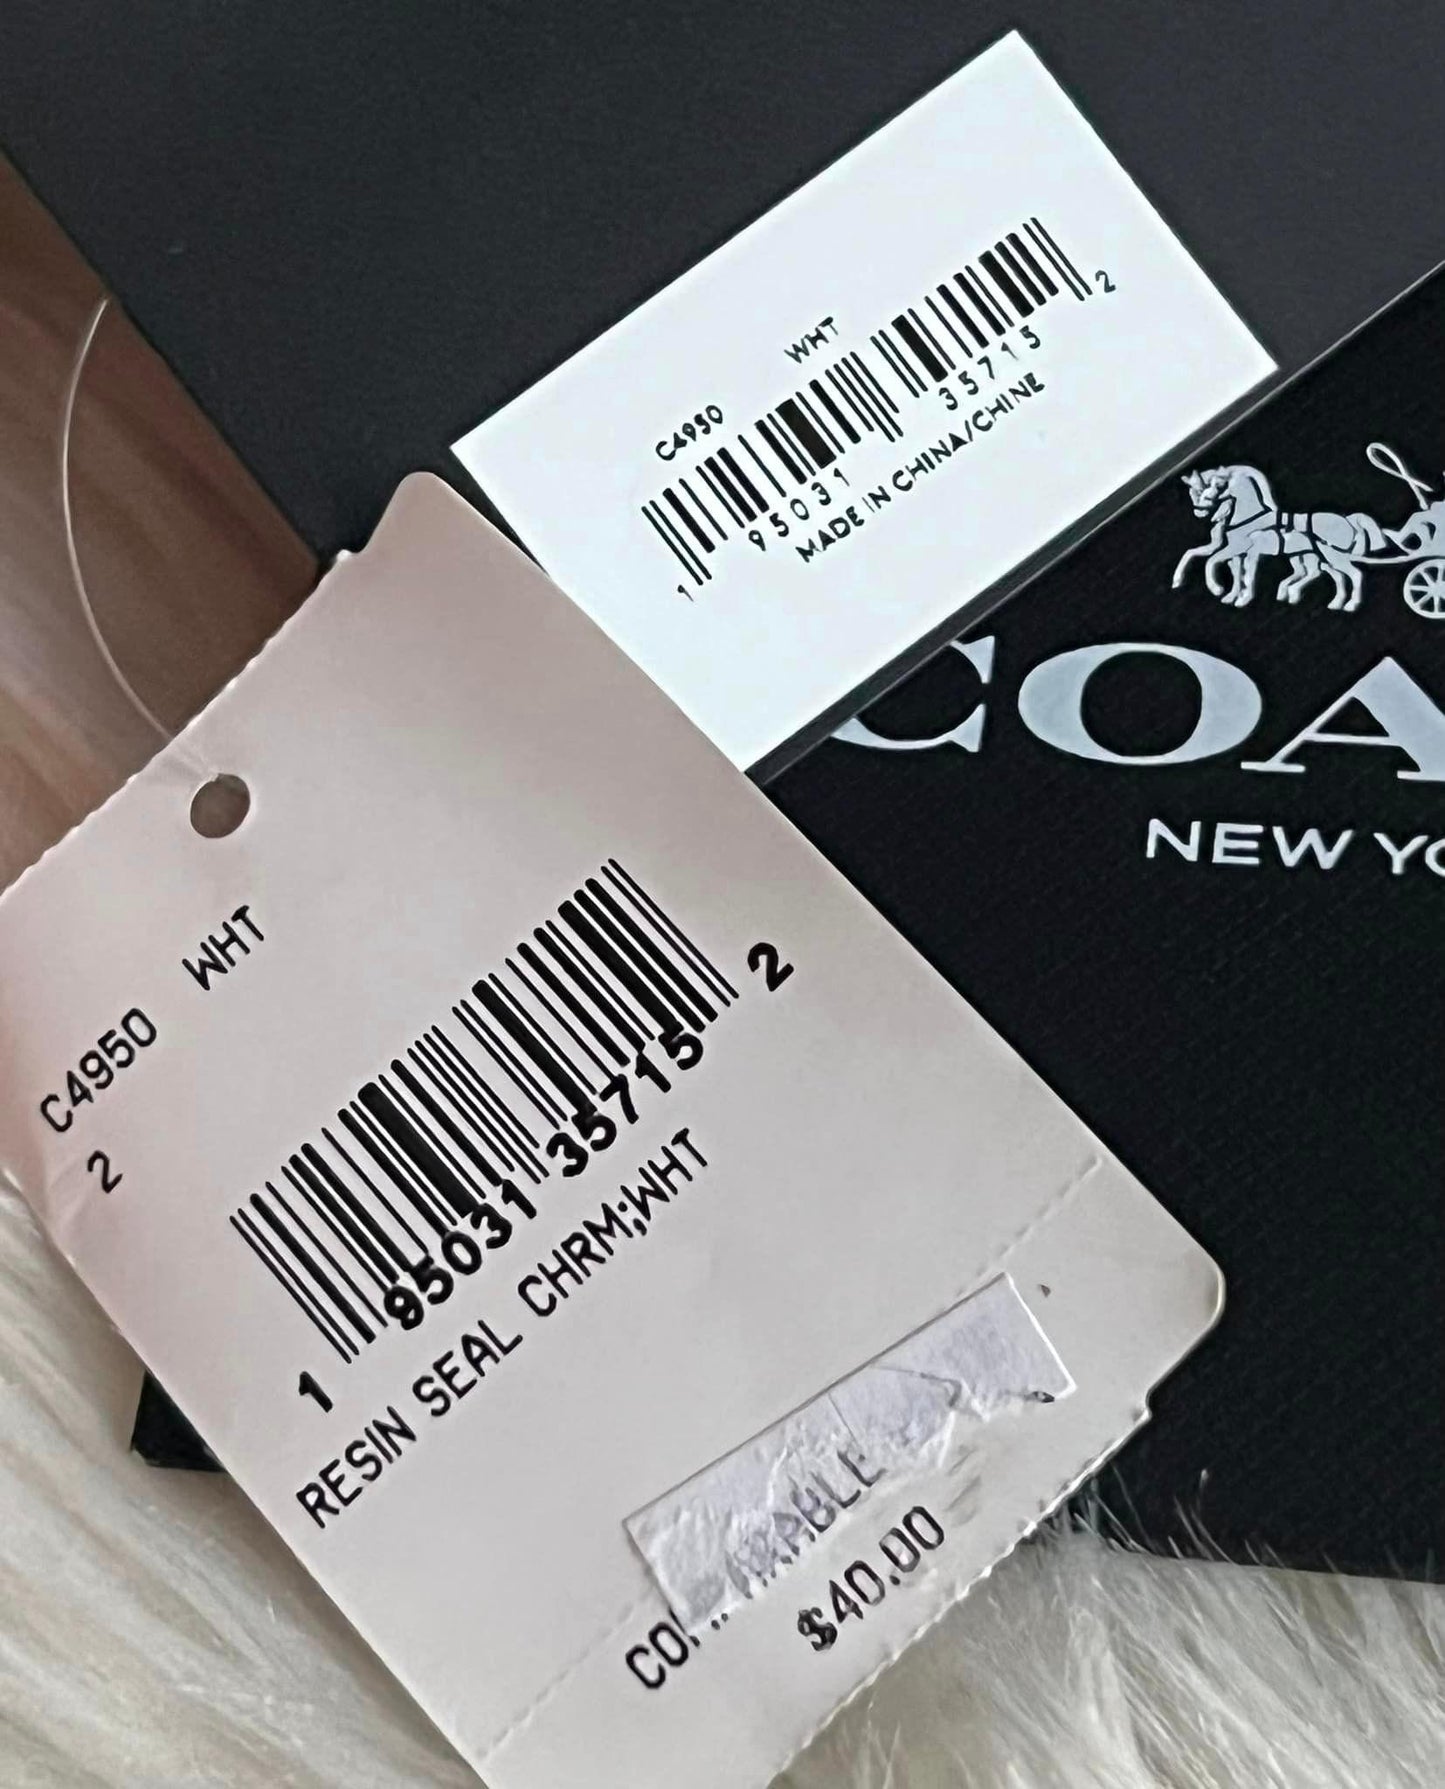 C4950 WHT
1 95031 35715 2
MADE IN CHINA/CHINE
COA
NEW YO
C4950 WHT
2
1 95031 35715 2
RESIN SEAL CHRM;WHT
$40.00